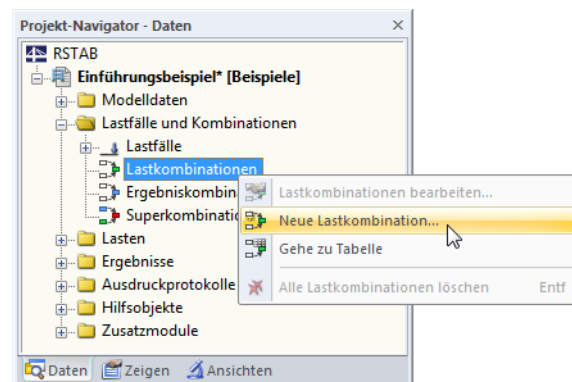 Projekt-Navigator - Daten
RSTAB
Einführungsbeispiel* [Beispiele]
Modelldaten
Lastfälle und Kombinationen
Lastfälle
Lastkombinationen
Ergebniskombin
Superkombinatio
Lasten
Ergebnisse
Ausdruckprotokolle
Hilfsobjekte
Zusatzmodule
Lastkombinationen bearbeiten...
Neue Lastkombination...
Gehe zu Tabelle
Alle Lastkombinationen löschen Entf
Daten Zeigen Ansichten